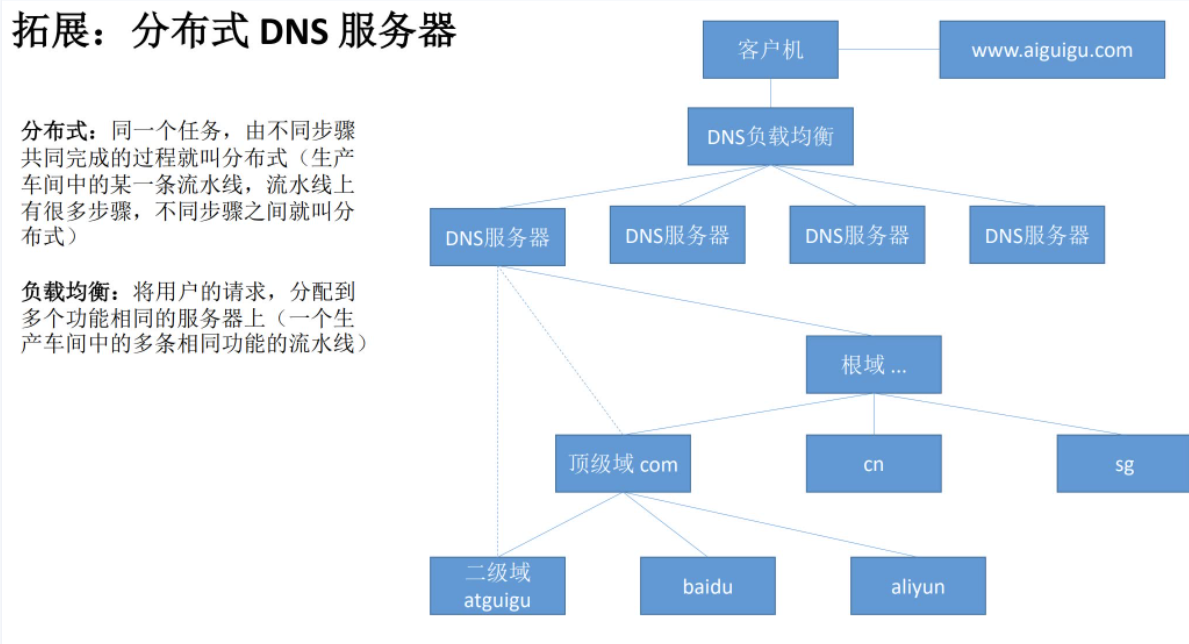 拓展：分布式 DNS 服务器
分布式：同一个任务，由不同步骤
共同完成的过程就叫分布式（生产
车间中的某一条流水线，流水线上
有很多步骤，不同步骤之间就叫分
布式）
负载均衡：将用户的请求，分配到
多个功能相同的服务器上（一个生
产车间中的多条相同功能的流水线）
客户机
www.aiguigu.com
DNS负载均衡
DNS服务器
DNS服务器
DNS服务器
DNS服务器
根域 ...
顶级域 com
cn
sg
二级域
atguigu
baidu
aliyun